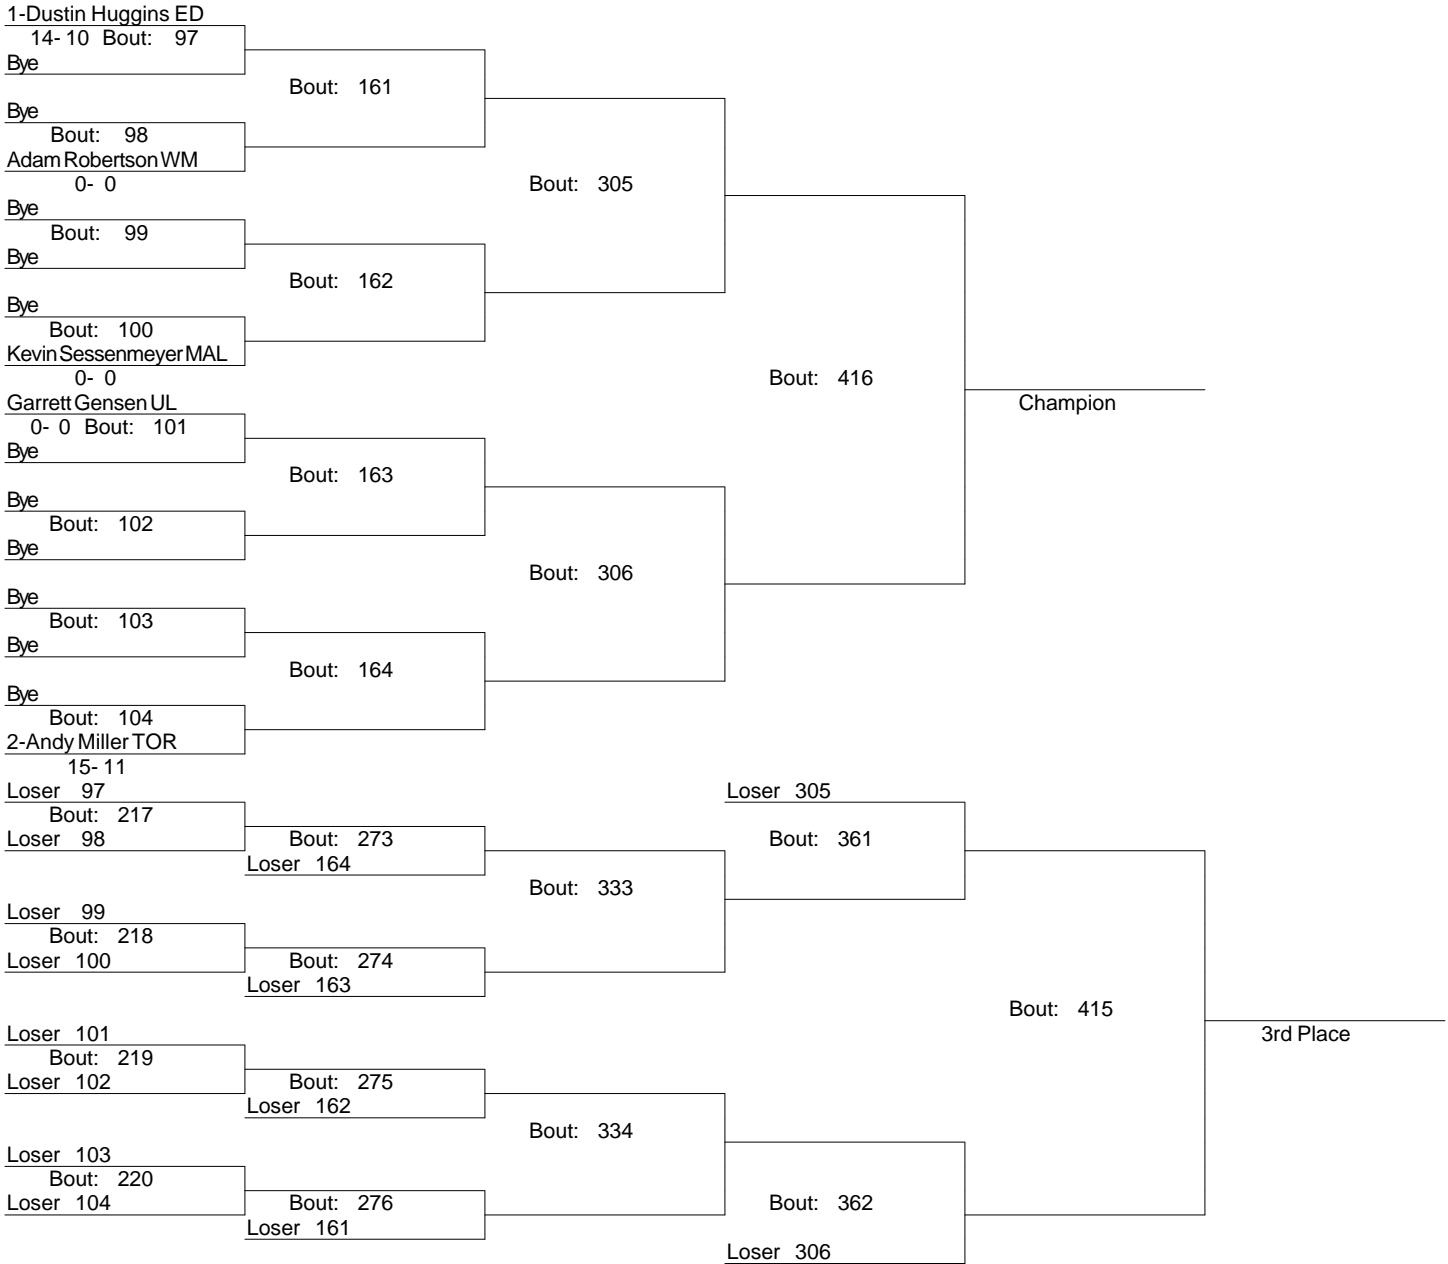 1-Dustin Huggins ED
14- 10 Bout: 97
Bye
Bout: 161
Bye
Bout: 98
Adam Robertson WM
0- 0
Bout: 305
Bye
Bout: 99
Bye
Bout: 162
Bye
Bout: 100
Kevin Sessenmeyer MAL
0- 0
Bout: 416
Champion
Garrett Gensen UL
0- 0 Bout: 101
Bye
Bout: 163
Bye
Bout: 102
Bye
Bout: 306
Bye
Bout: 103
Bye
Bout: 164
Bye
Bout: 104
2-Andy Miller TOR
15- 11
Loser 97
Loser 305
Bout: 217
Loser 98
Bout: 273
Bout: 361
Loser 164
Bout: 333
Loser 99
Bout: 218
Loser 100
Bout: 274
Loser 163
Bout: 415
Loser 101
3rd Place
Bout: 219
Loser 102
Bout: 275
Loser 162
Bout: 334
Loser 103
Bout: 220
Loser 104
Bout: 276
Bout: 362
Loser 161
Loser 306